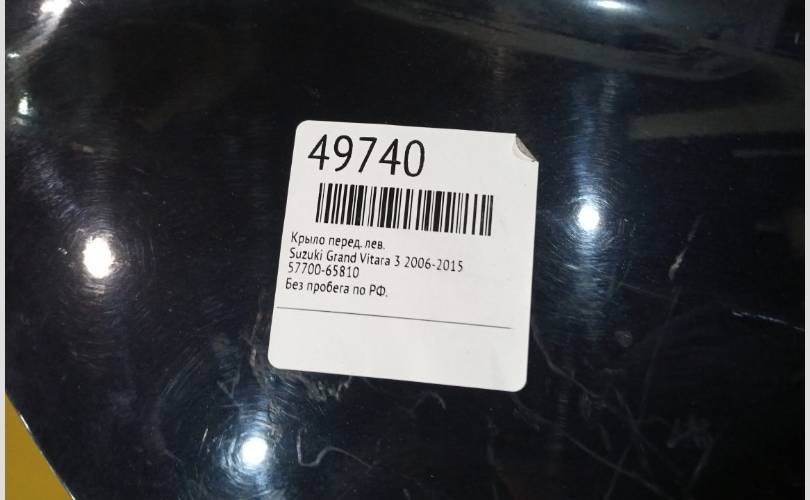 49740
Крыло перед. лев.
Suzuki Grand Vitara 3 2006-2015
57700-65810
Без пробега по РФ.